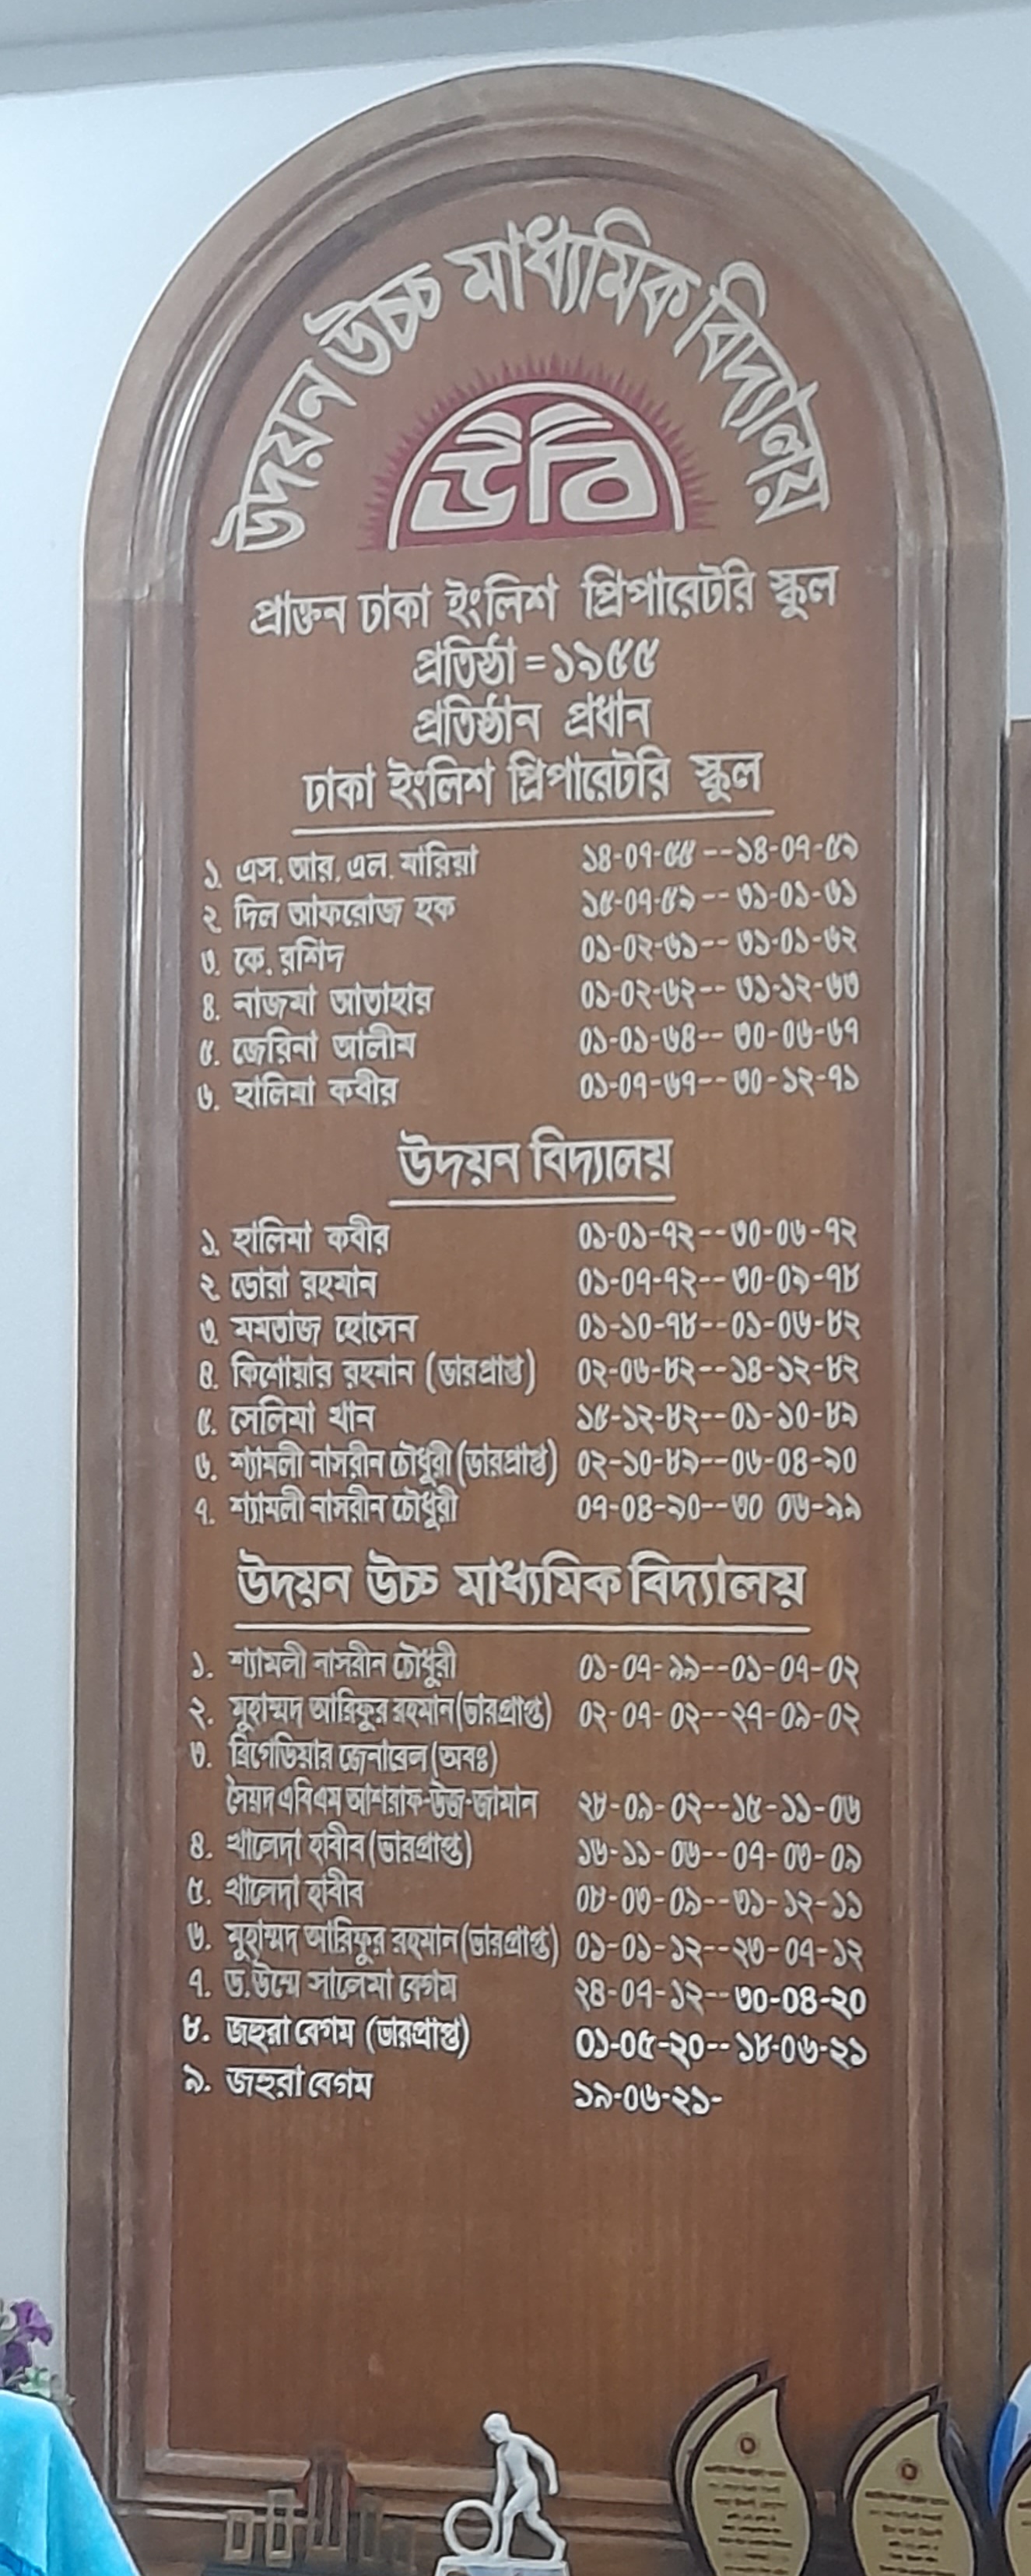 উদয়ন উচ্চ মাধ্যমিক বিদ্যালয়
উবি
প্রাক্তন ঢাকা ইংলিশ প্রিপারেটরি স্কুল
প্রতিষ্ঠা = ১৯৫৫
প্রতিষ্ঠান প্রধান
ঢাকা ইংলিশ প্রিপারেটরি স্কুল
১. এস. আর. এল. মারিয়া ১৪-০৭-৫৫--১৪-০৭-৫৯
২. দিল আফরোজ হক ১৫-০৭-৫৯--৩১-০১-৬১
৩. কে. রশিদ ০১-০২-৬১--৩১-০১-৬২
৪. নাজমা আতাহার ০১-০২-৬২--৩১-১২-৬৩
৫. জেরিনা আলীম ০১-০১-৬৪--৩০-০৬-৬৭
৬. হালিমা কবীর ০১-০৭-৬৭--৩০-১২-৭১
উদয়ন বিদ্যালয়
১. হালিমা কবীর ০১-০১-৭২--৩০-০৬-৭২
২. ডোরা রহমান ০১-০৭-৭২--৩০-০৯-৭৮
৩. মমতাজ হোসেন ০১-১০-৭৮--০১-০৬-৮২
৪. কিশোয়ার রহমান (ভারপ্রাপ্ত) ০২-০৬-৮২--১৪-১২-৮২
৫. সেলিমা খান ১৫-১২-৮২--০১-১০-৮৯
৬. শ্যামলী নাসরীন চৌধুরী (ভারপ্রাপ্ত) ০২-১০-৮৯--০৬-০৪-৯০
৭. শ্যামলী নাসরীন চৌধুরী ০৭-০৪-৯০--৩০ ০৬-৯৯
উদয়ন উচ্চ মাধ্যমিক বিদ্যালয়
১. শ্যামলী নাসরীন চৌধুরী ০১-০৭-৯৯--০১-০৭-০২
২. মুহাম্মদ আরিফুর রহমান (ভারপ্রাপ্ত) ০২-০৭-০২--২৭-০৯-০২
৩. ব্রিগেডিয়ার জেনারেল (অবঃ)
সৈয়দ এবিএম আশরাফ-উজ-জামান ২৮-০৯-০২--১৫-১১-০৬
৪. খালেদা হাবীব (ভারপ্রাপ্ত) ১৬-১১-০৬--০৭-০৩-০৯
৫. খালেদা হাবীব ০৮-০৩-০৯--৩১-১২-১১
৬. মুহাম্মদ আরিফুর রহমান (ভারপ্রাপ্ত) ০১-০১-১২--২৩-০৭-১২
৭. ড. উম্মে সালেমা বেগম ২৪-০৭-১২--৩০-০৪-২০
৮. জহুরা বেগম (ভারপ্রাপ্ত) ০১-০৫-২০--১৮-০৬-২১
৯. জহুরা বেগম ১৯-০৬-২১-